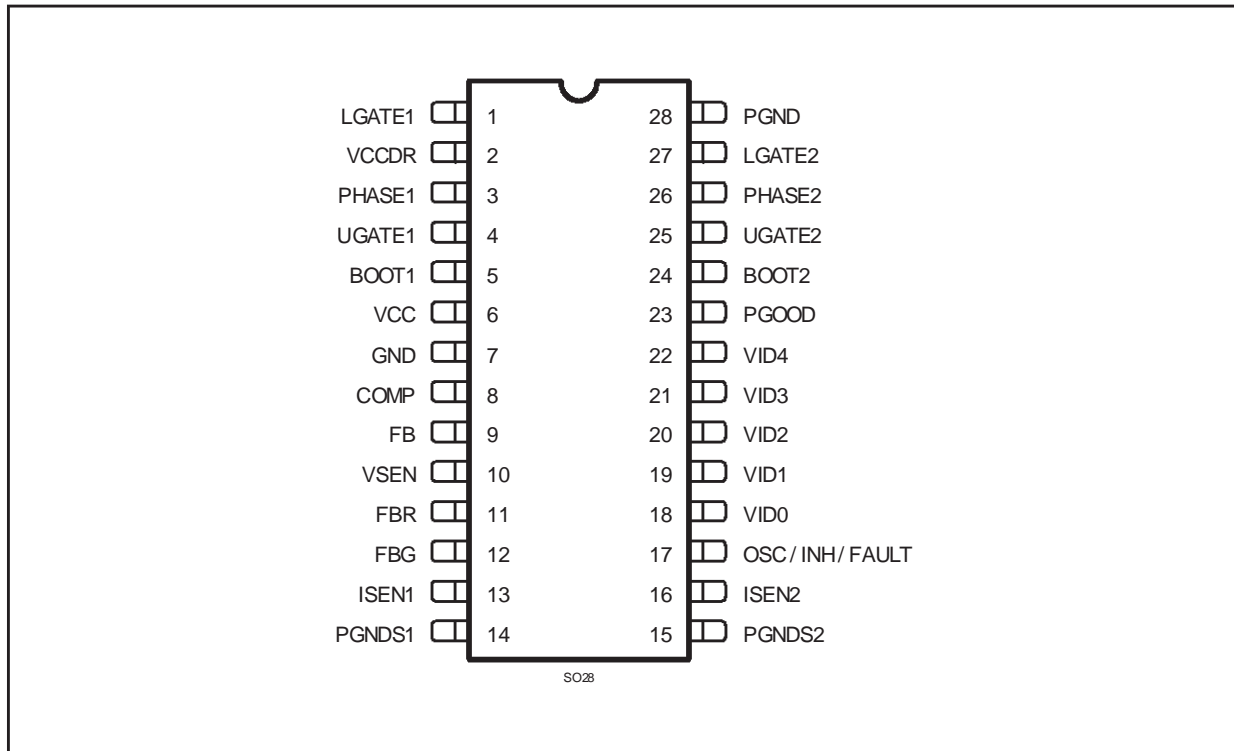 LGATE1 1 28 PGND
VCCDR 2 27 LGATE2
PHASE1 3 26 PHASE2
UGATE1 4 25 UGATE2
BOOT1 5 24 BOOT2
VCC 6 23 PGOOD
GND 7 22 VID4
COMP 8 21 VID3
FB 9 20 VID2
VSEN 10 19 VID1
FBR 11 18 VID0
FBG 12 17 OSC / INH / FAULT
ISEN1 13 16 ISEN2
PGNDS1 14 15 PGNDS2
SO28